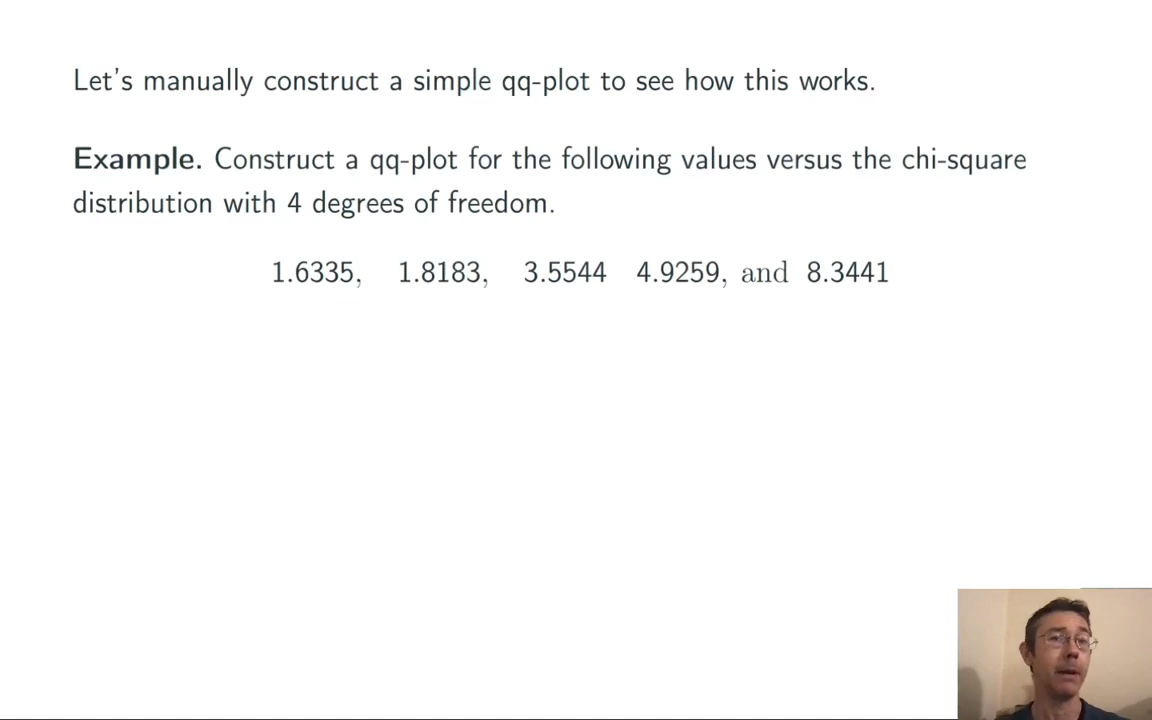 Let's manually construct a simple qq-plot to see how this works.
Example. Construct a qq-plot for the following values versus the chi-square
distribution with 4 degrees of freedom.
1.6335, 1.8183, 3.5544 4.9259, and 8.3441